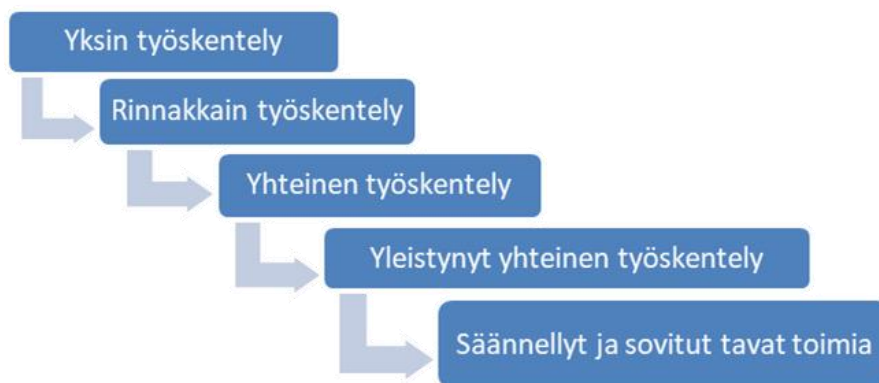 Yksin työskentely
Rinnakkain työskentely
Yhteinen työskentely
Yleistynyt yhteinen työskentely
Säännellyt ja sovitut tavat toimia